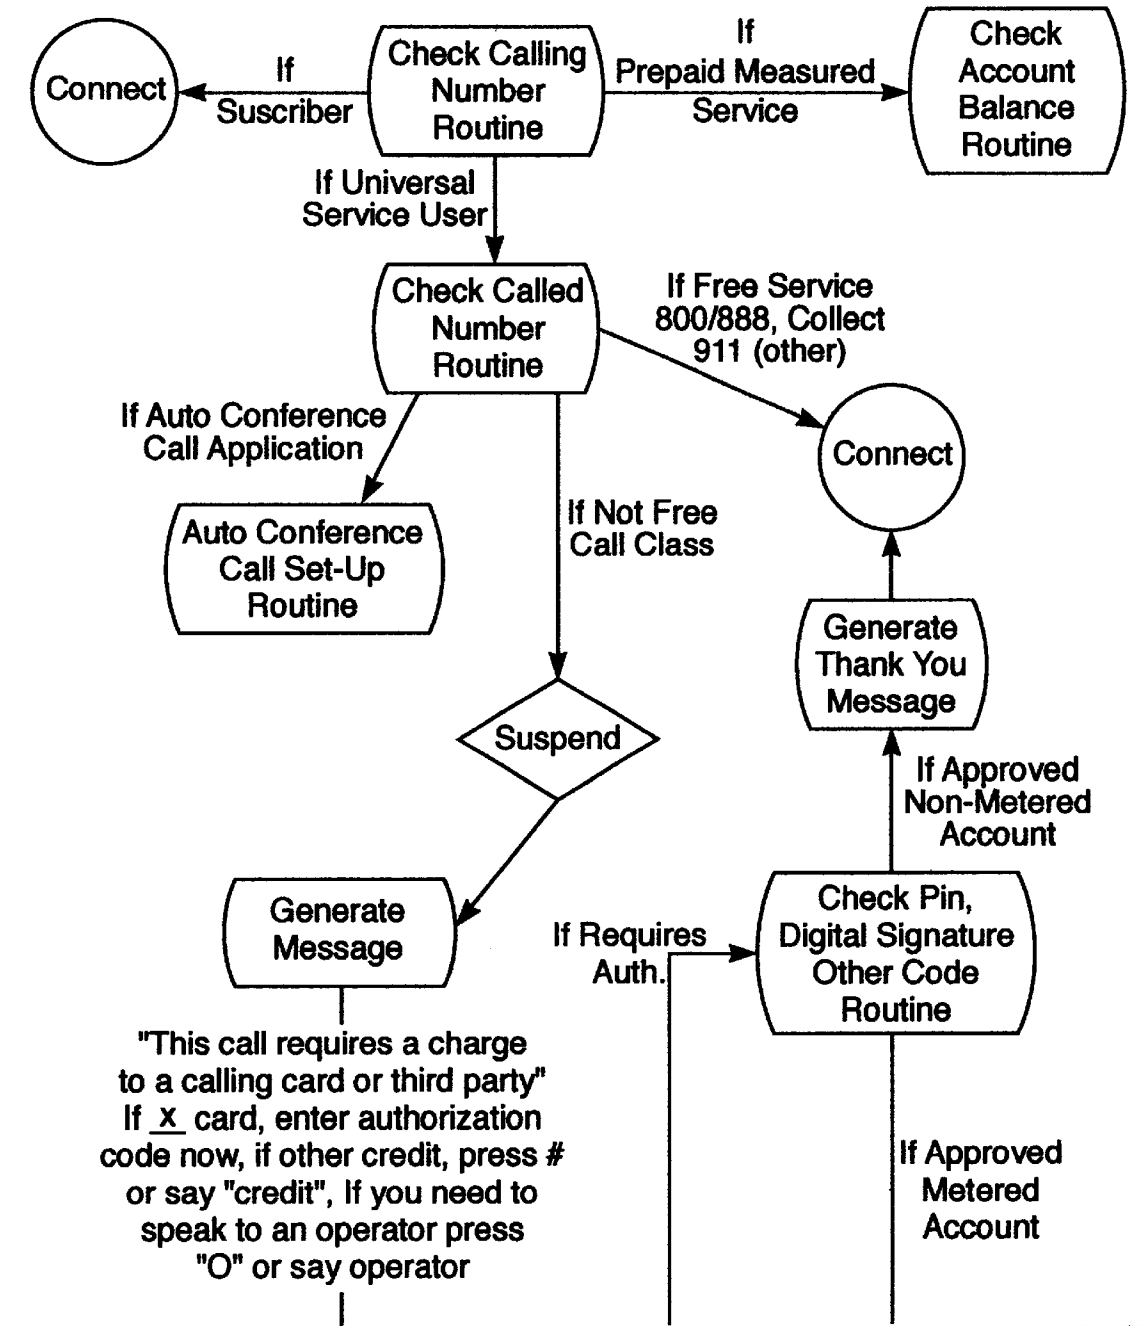 Connect
If
Suscriber
Check Calling
Number
Routine
If
Prepaid Measured
Service
Check
Account
Balance
Routine
If Universal
Service User
Check Called
Number
Routine
If Free Service
800/888, Collect
911 (other)
Connect
If Auto Conference
Call Application
Auto Conference
Call Set-Up
Routine
If Not Free
Call Class
Suspend
Generate
Thank You
Message
If Approved
Non-Metered
Account
Generate
Message
If Requires
Auth.
Check Pin,
Digital Signature
Other Code
Routine
"This call requires a charge
to a calling card or third party"
If x card, enter authorization
code now, if other credit, press #
or say "credit", If you need to
speak to an operator press
"O" or say operator
If Approved
Metered
Account